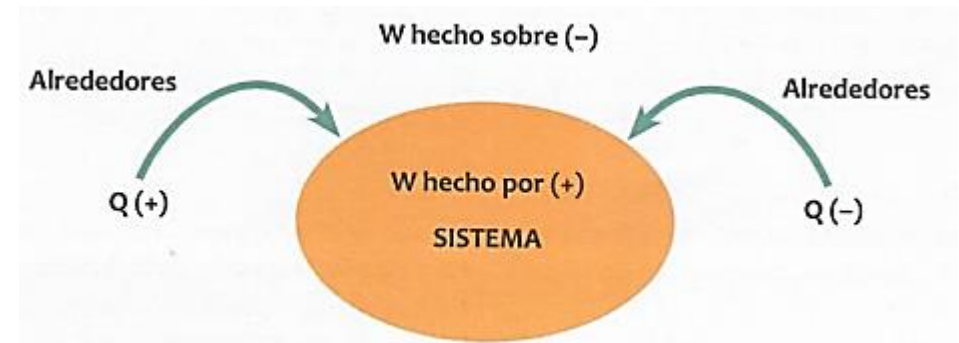 W hecho sobre (−)
Alrededores
Alrededores
W hecho por (+)
Q (+)
Q (−)
SISTEMA